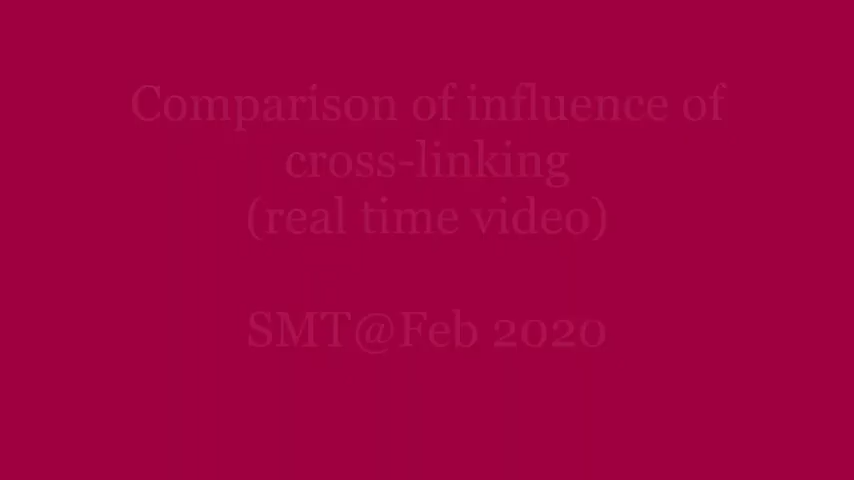 Comparison of influence of
cross-linking
(real time video)
SMT@Feb 2020